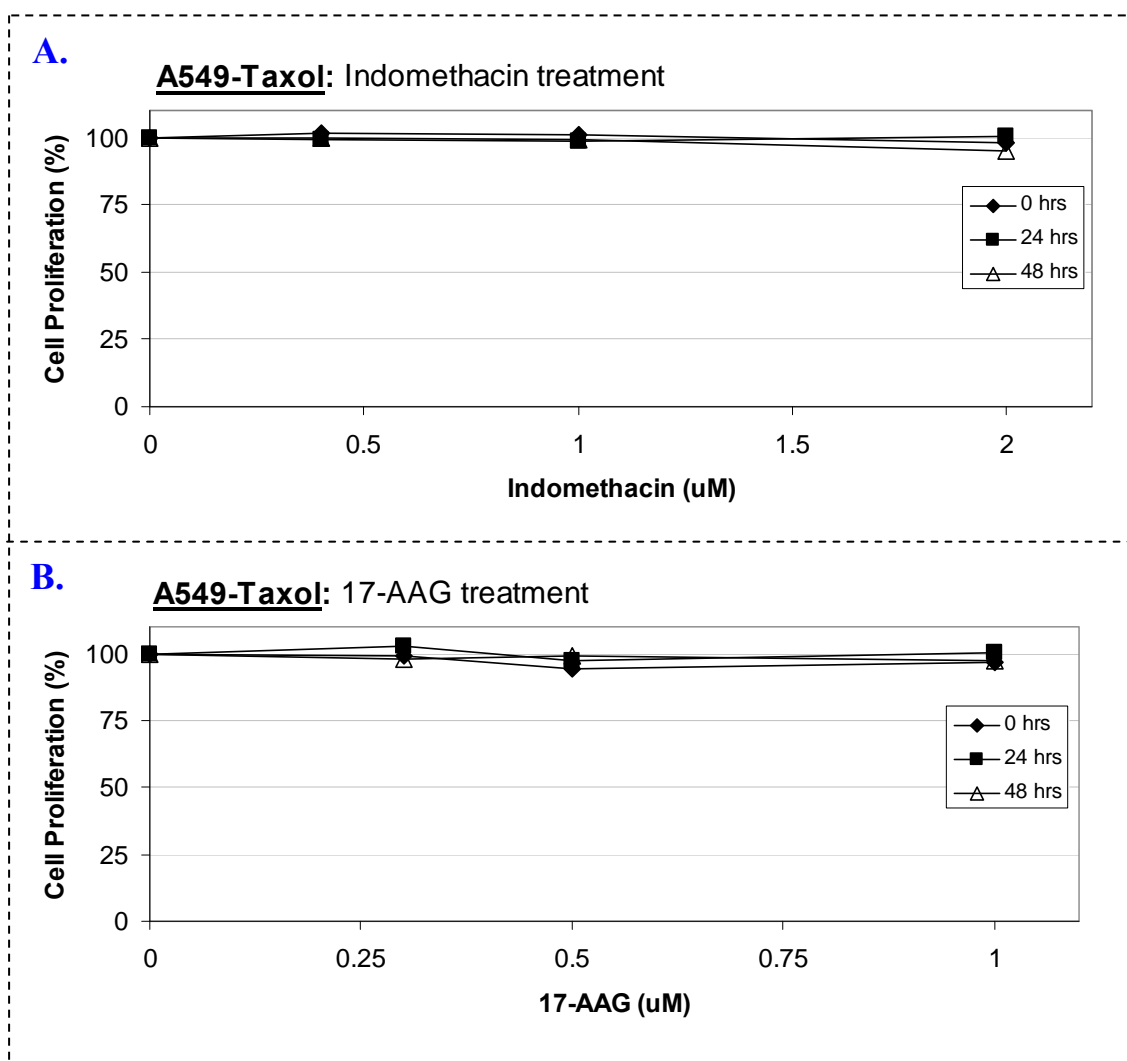 A.
A549-Taxol: Indomethacin treatment
Cell Proliferation (%)
100
75
50
25
0
0 hrs
24 hrs
48 hrs
0 0.5 1 1.5 2
Indomethacin (uM)
B.
A549-Taxol: 17-AAG treatment
Cell Proliferation (%)
100
75
50
25
0
0 hrs
24 hrs
48 hrs
0 0.25 0.5 0.75 1
17-AAG (uM)